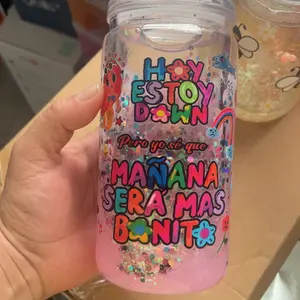 HOY
ESTOY
DOWN
Pero yo sé que
MAÑANA
SERA MAS
BONITO